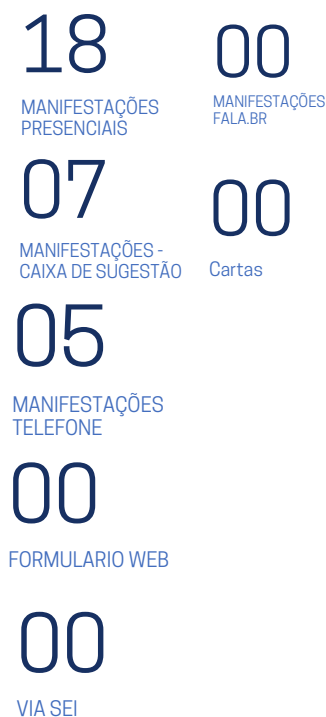 18
MANIFESTAÇÕES
PRESENCIAIS
00
MANIFESTAÇÕES
FALA.BR
07
MANIFESTAÇÕES -
CAIXA DE SUGESTÃO
00
Cartas
05
MANIFESTAÇÕES
TELEFONE
00
FORMULARIO WEB
00
VIA SEI